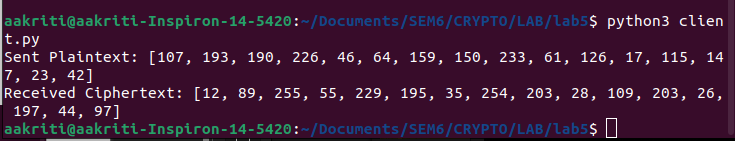 aakriti@aakriti-Inspiron-14-5420:~/Documents/SEM6/CRYPTO/LAB/lab5$ python3 clien
t.py
Sent Plaintext: [107, 193, 190, 226, 46, 64, 159, 150, 233, 61, 126, 17, 115, 14
7, 23, 42]
Received Ciphertext: [12, 89, 255, 55, 229, 195, 35, 254, 203, 28, 109, 203, 26,
 197, 44, 97]
aakriti@aakriti-Inspiron-14-5420:~/Documents/SEM6/CRYPTO/LAB/lab5$